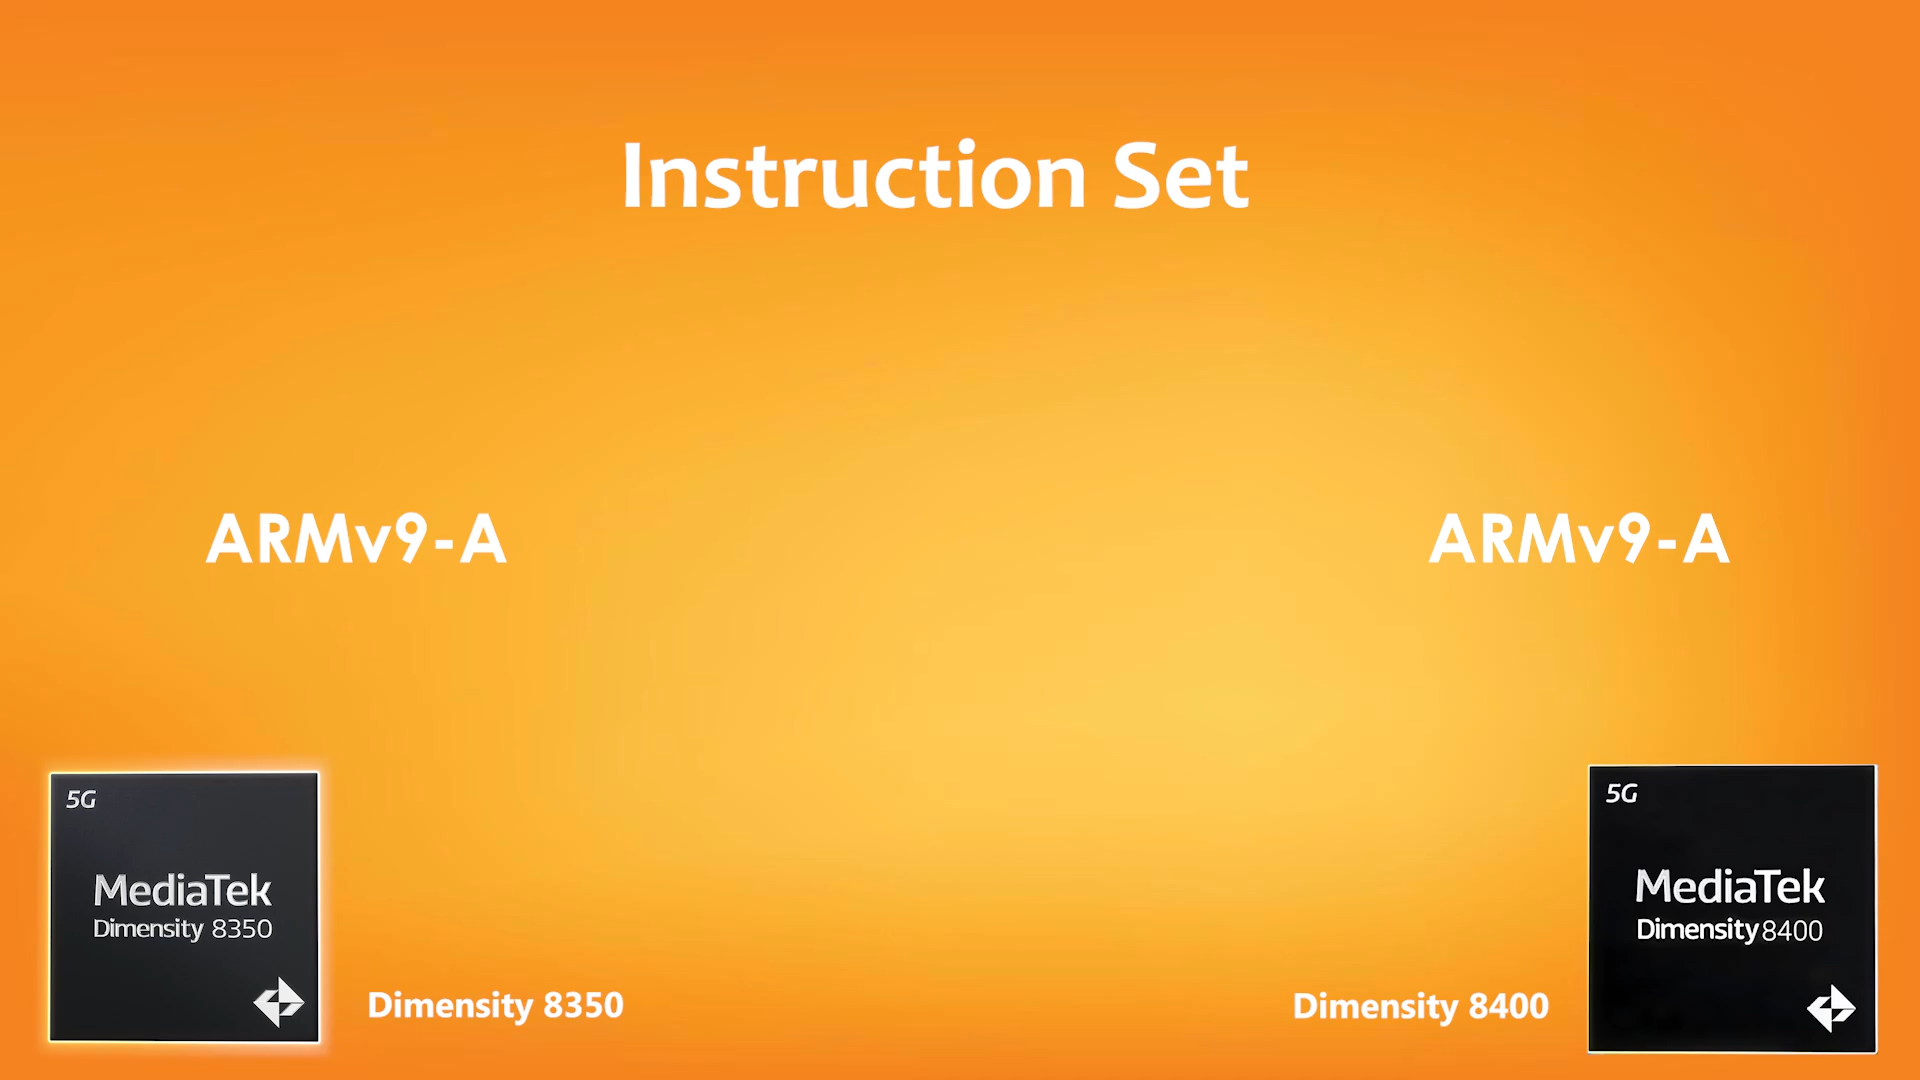 Instruction Set
ARMv9-A
ARMv9-A
5G
MediaTek
Dimensity 8350
Dimensity 8350
Dimensity 8400
5G
MediaTek
Dimensity 8400